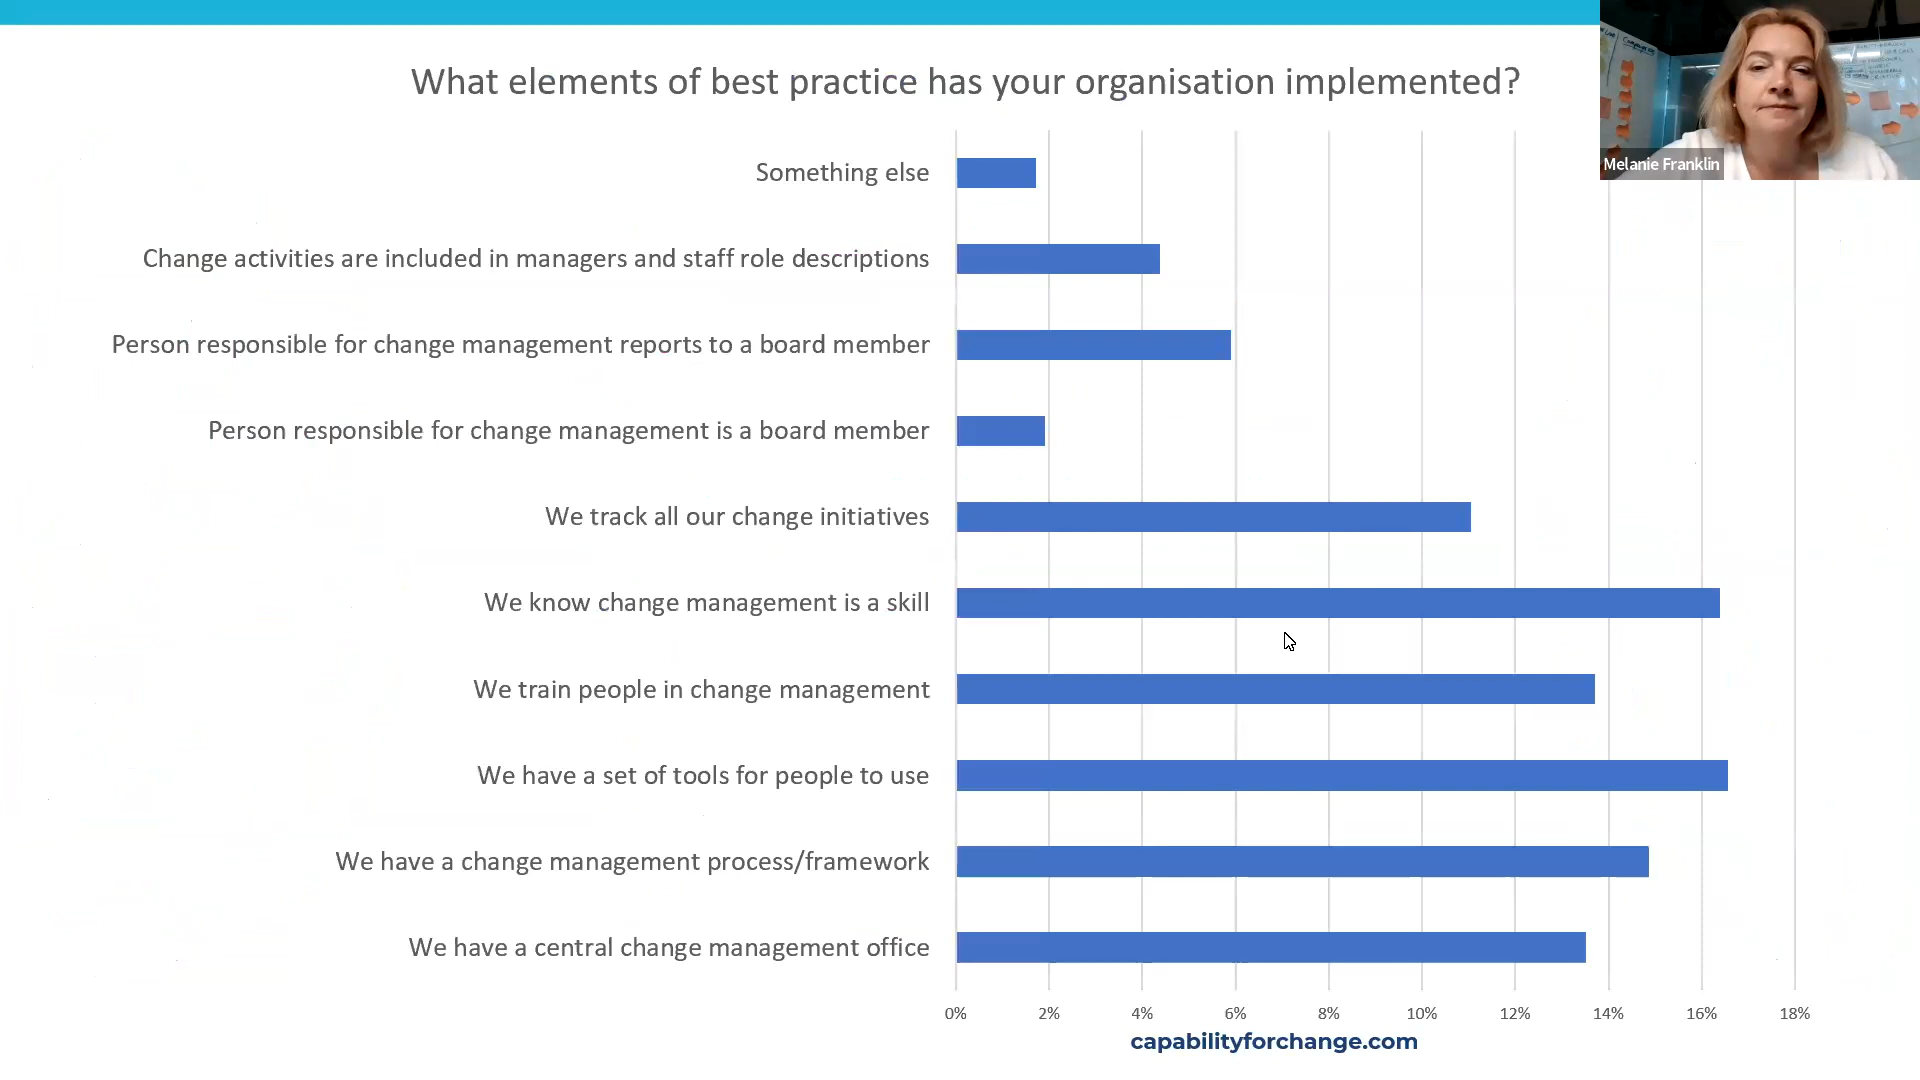 What elements of best practice has your organisation implemented?
Melanie Franklin
Something else
Change activities are included in managers and staff role descriptions
Person responsible for change management reports to a board member
Person responsible for change management is a board member
We track all our change initiatives
We know change management is a skill
We train people in change management
We have a set of tools for people to use
We have a change management process/framework
We have a central change management office
0% 2% 4% 6% 8% 10% 12% 14% 16% 18%
capabilityforchange.com